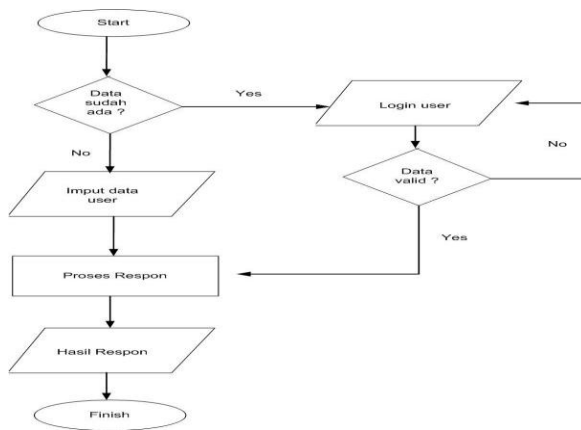 Start
Data
sudah
ada ?
Yes
Login user
No
No
Imput data
user
Data
valid ?
Yes
Proses Respon
Hasil Respon
Finish